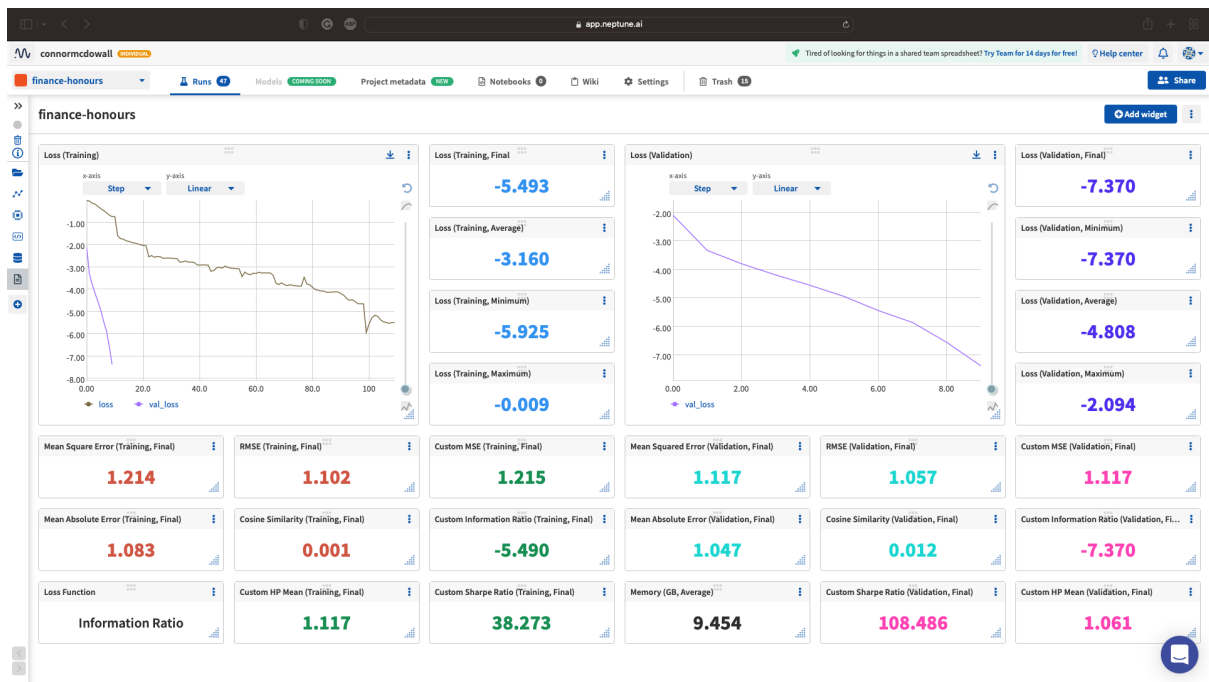 app.neptune.ai
connormcdowall INDIVIDUAL
Tired of looking for things in a shared team spreadsheet? Try Team for 14 days for free!
Help center
finance-honours
Runs 47
Models COMING SOON
Project metadata NEW
Notebooks 0
Wiki
Settings
Trash 15
Share
finance-honours
Add widget
Loss (Training)
x-axis
Step
y-axis
Linear
-1.00
-2.00
-3.00
-4.00
-5.00
-6.00
-7.00
-8.00
0.00 20.0 40.0 60.0 80.0 100
loss val_loss
Loss (Training, Final
-5.493
Loss (Training, Average)
-3.160
Loss (Training, Minimum)
-5.925
Loss (Training, Maximum)
-0.009
Loss (Validation)
x-axis
Step
y-axis
Linear
-2.00
-3.00
-4.00
-5.00
-6.00
-7.00
0.00 2.00 4.00 6.00 8.00
val_loss
Loss (Validation, Final)
-7.370
Loss (Validation, Minimum)
-7.370
Loss (Validation, Average)
-4.808
Loss (Validation, Maximum)
-2.094
Mean Square Error (Training, Final)
1.214
RMSE (Training, Final)
1.102
Custom MSE (Training, Final)
1.215
Mean Squared Error (Validation, Final)
1.117
RMSE (Validation, Final)
1.057
Custom MSE (Validation, Final)
1.117
Mean Absolute Error (Training, Final)
1.083
Cosine Similarity (Training, Final)
0.001
Custom Information Ratio (Training, Final)
-5.490
Mean Absolute Error (Validation, Final)
1.047
Cosine Similarity (Validation, Final)
0.012
Custom Information Ratio (Validation, Fi...
-7.370
Loss Function
Information Ratio
Custom HP Mean (Training, Final)
1.117
Custom Sharpe Ratio (Training, Final)
38.273
Memory (GB, Average)
9.454
Custom Sharpe Ratio (Validation, Final)
108.486
Custom HP Mean (Validation, Final)
1.061